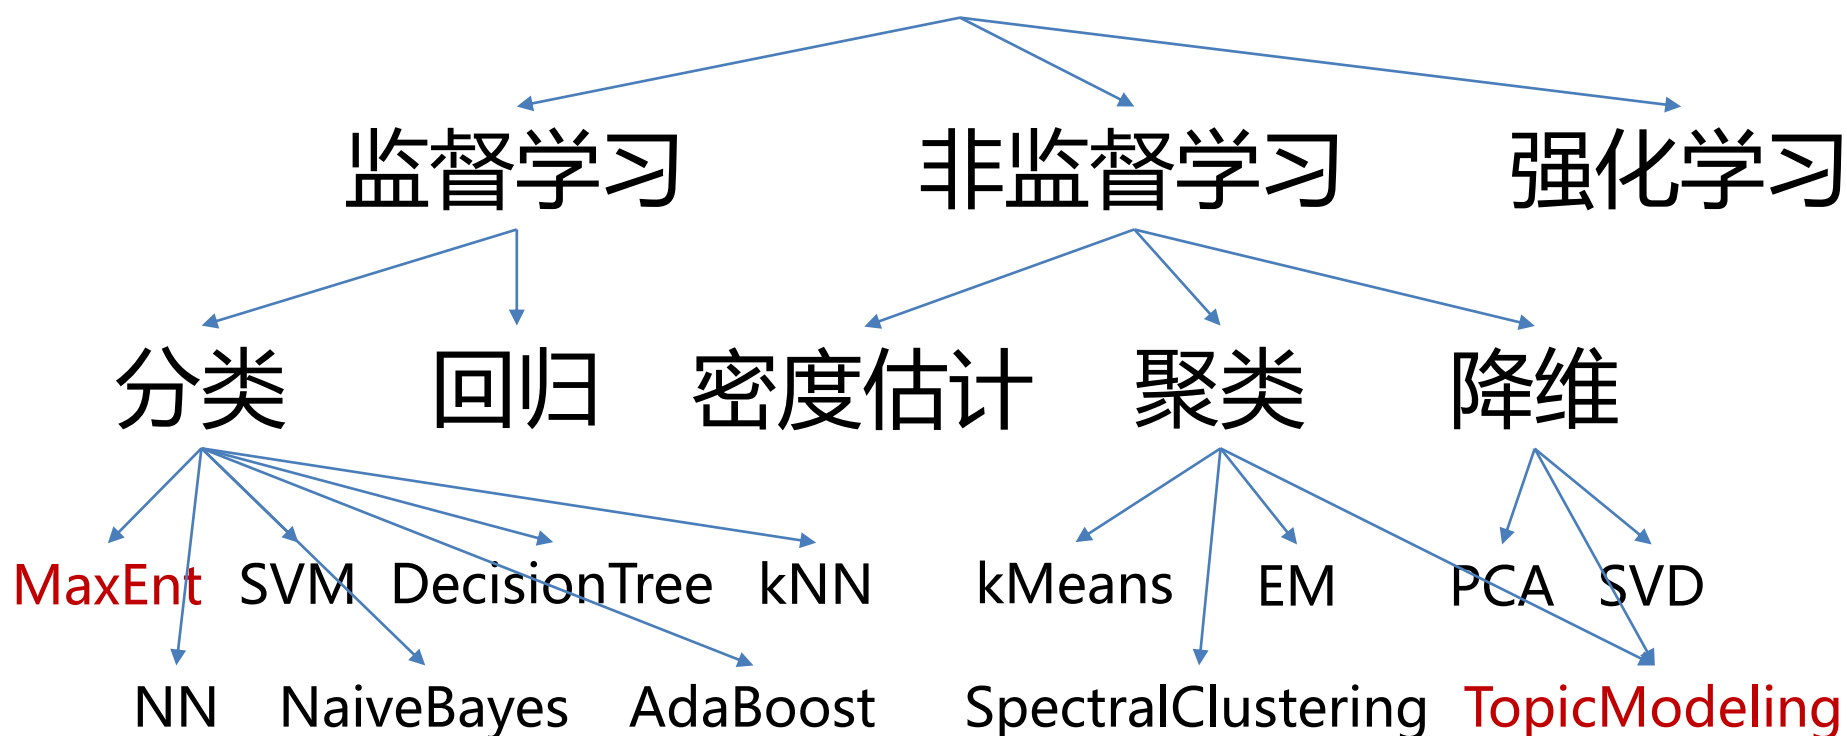 监督学习 非监督学习 强化学习
分类 回归 密度估计 聚类 降维
MaxEnt SVM DecisionTree kNN kMeans EM PCA SVD
NN NaiveBayes AdaBoost SpectralClustering TopicModeling